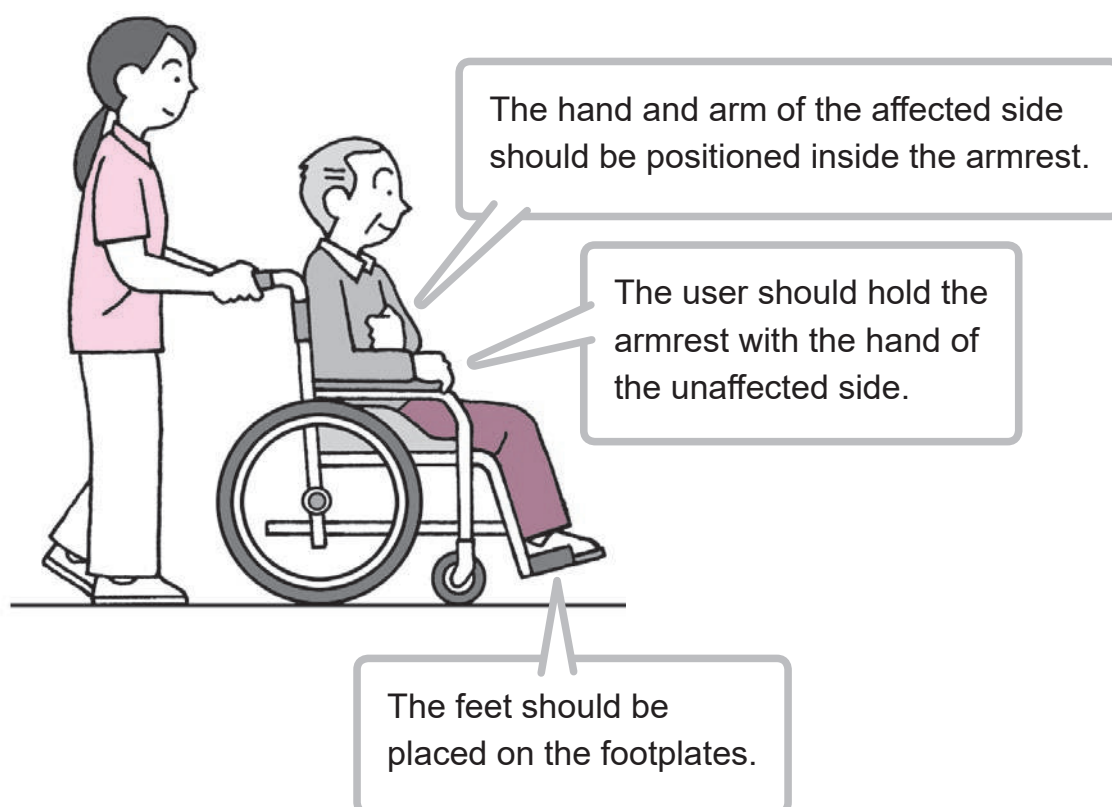 The hand and arm of the affected side
should be positioned inside the armrest.
The user should hold the
armrest with the hand of
the unaffected side.
The feet should be
placed on the footplates.